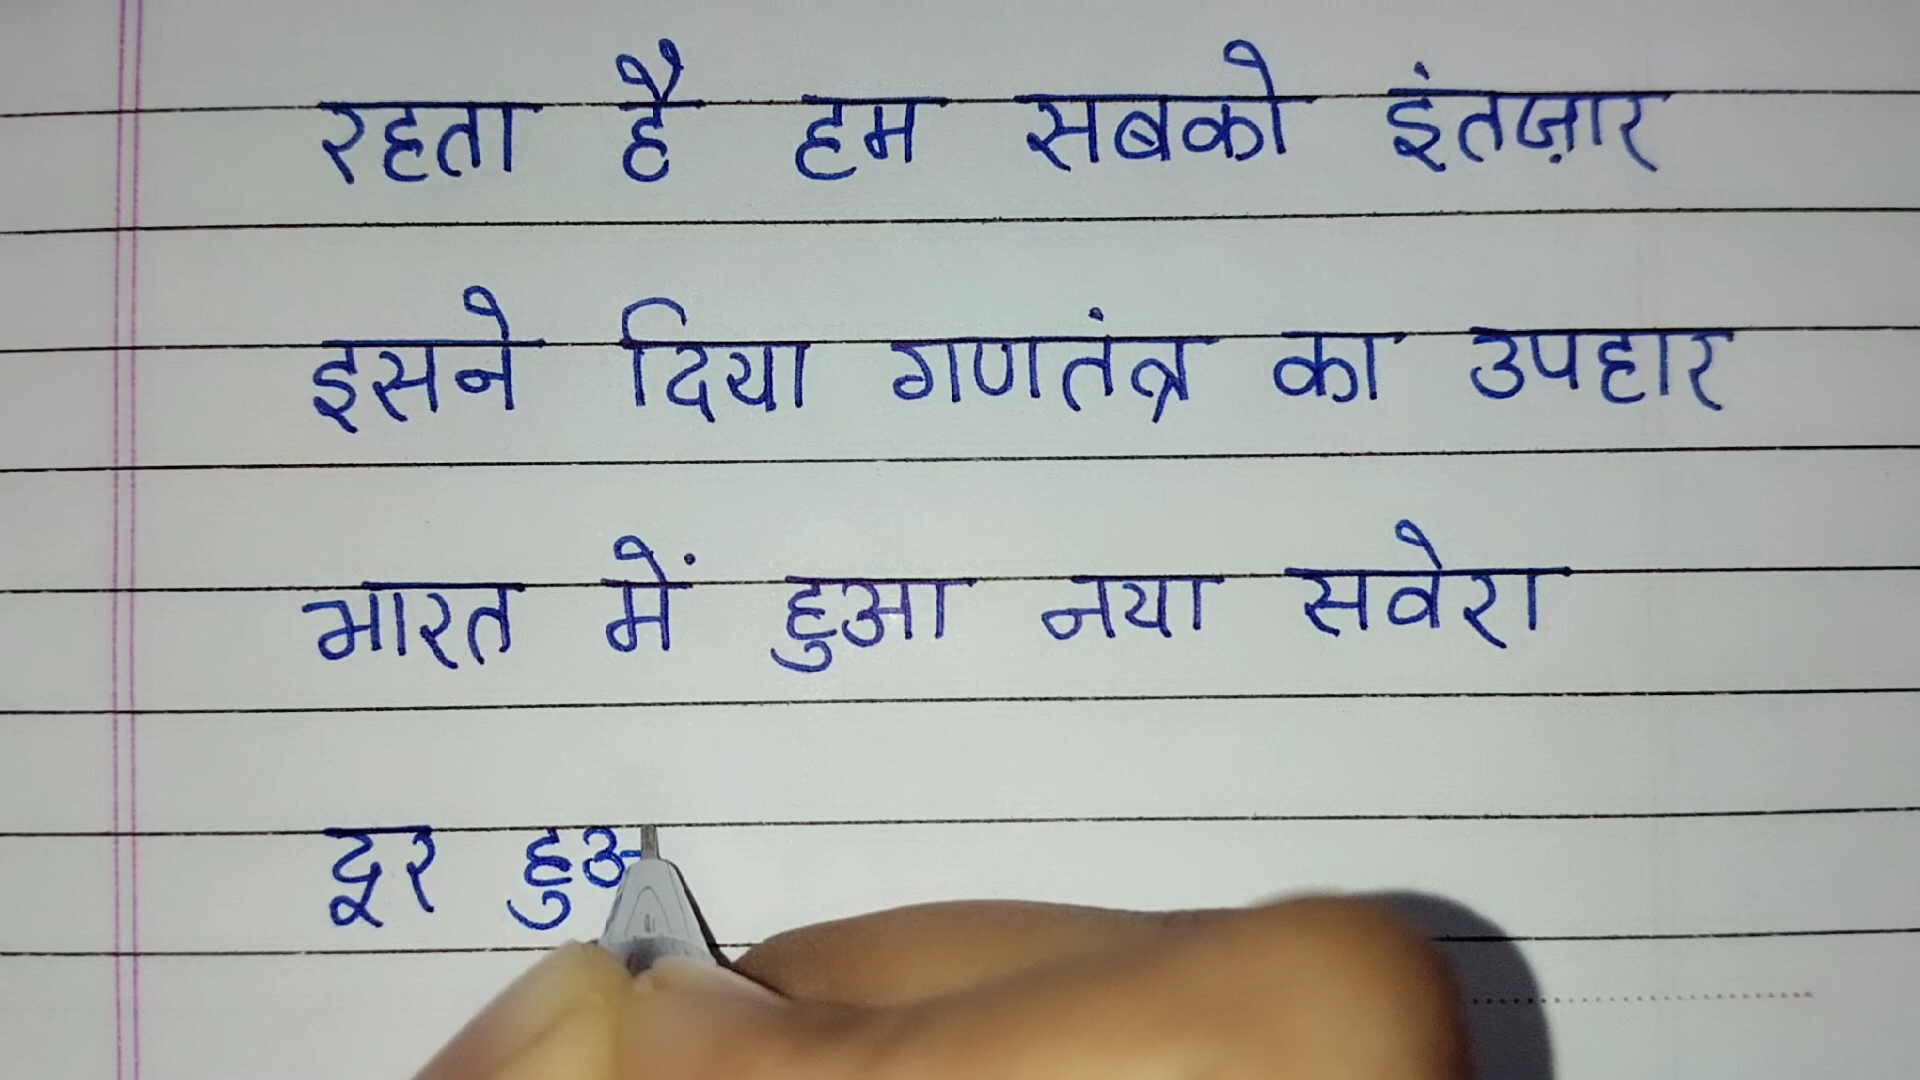 रहता है हम सबको इंतज़ार
इसने दिया गणतंत्र का उपहार
भारत में हुआ नया सवेरा
दूर